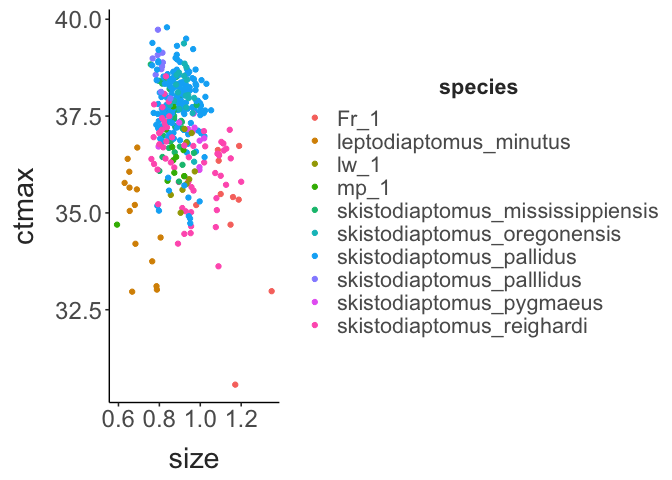 40.0
37.5
35.0
32.5
ctmax
0.6 0.8 1.0 1.2
size
species
Fr_1
leptodiaptomus_minutus
lw_1
mp_1
skistodiaptomus_mississippiensis
skistodiaptomus_oregonensis
skistodiaptomus_pallidus
skistodiaptomus_palllidus
skistodiaptomus_pygmaeus
skistodiaptomus_reighardi